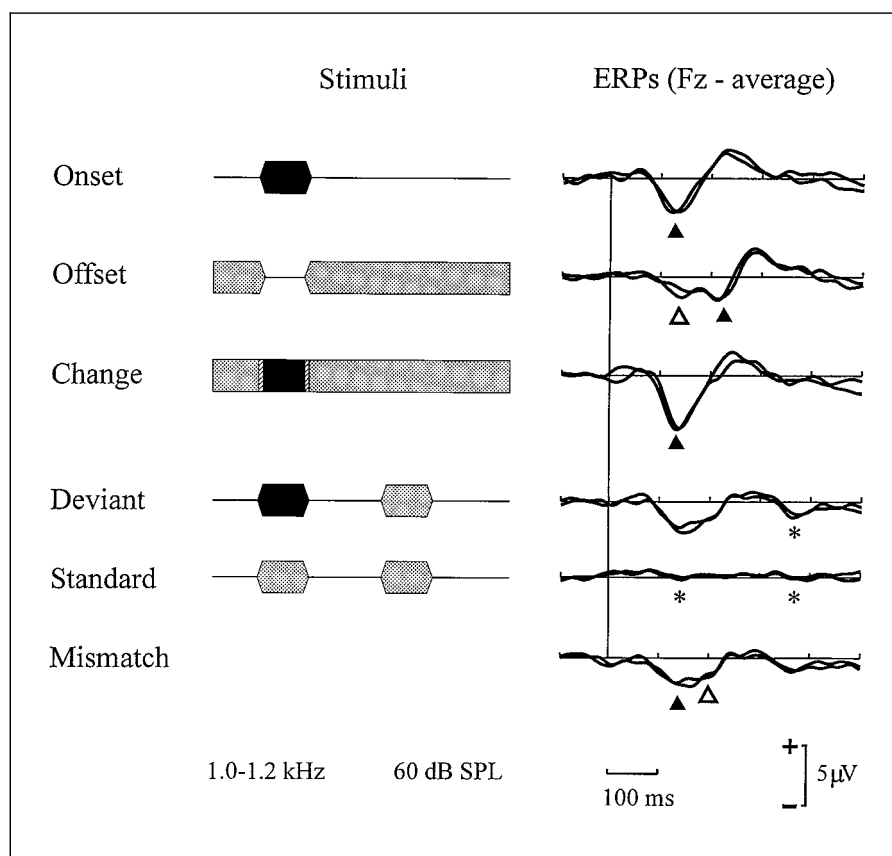 Stimuli ERPs (Fz - average)
Onset
Offset
Change
Deviant
*
Standard
* *
Mismatch
1.0-1.2 kHz 60 dB SPL
100 ms
+
5µV
−